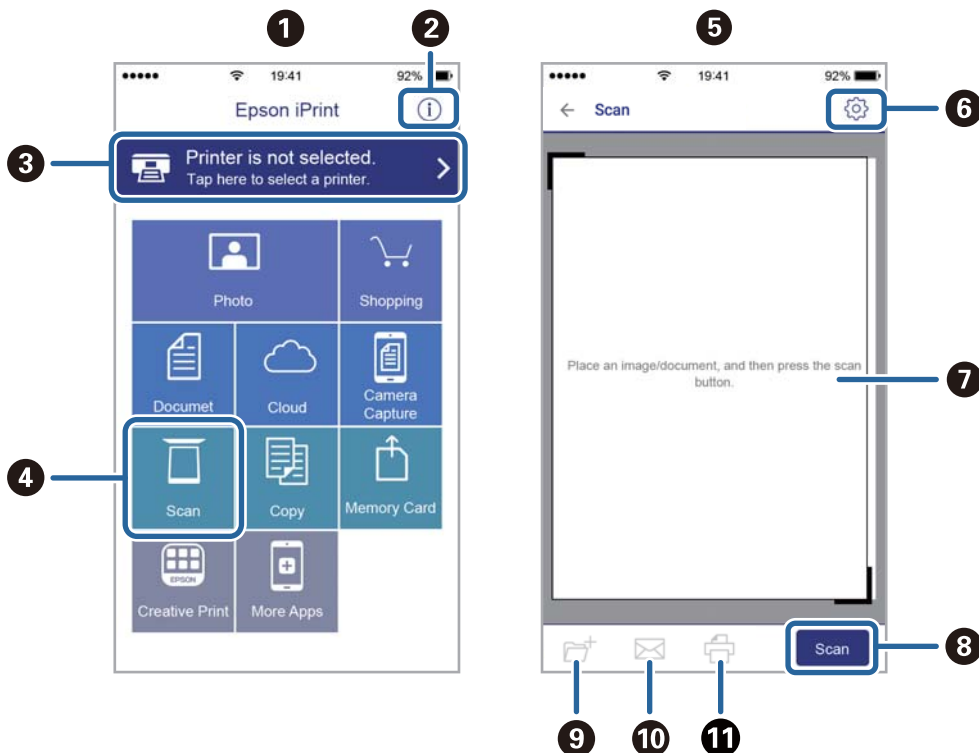 1
2
5
19:41
92%
Epson iPrint
i
19:41
92%
Scan
6
3
Printer is not selected.
Tap here to select a printer.
Photo
Shopping
Place an image/document, and then press the scan
button.
7
Documet
Cloud
Camera
Capture
4
Scan
Copy
Memory Card
EPSON
Creative Print
More Apps
Scan
8
9
10
11